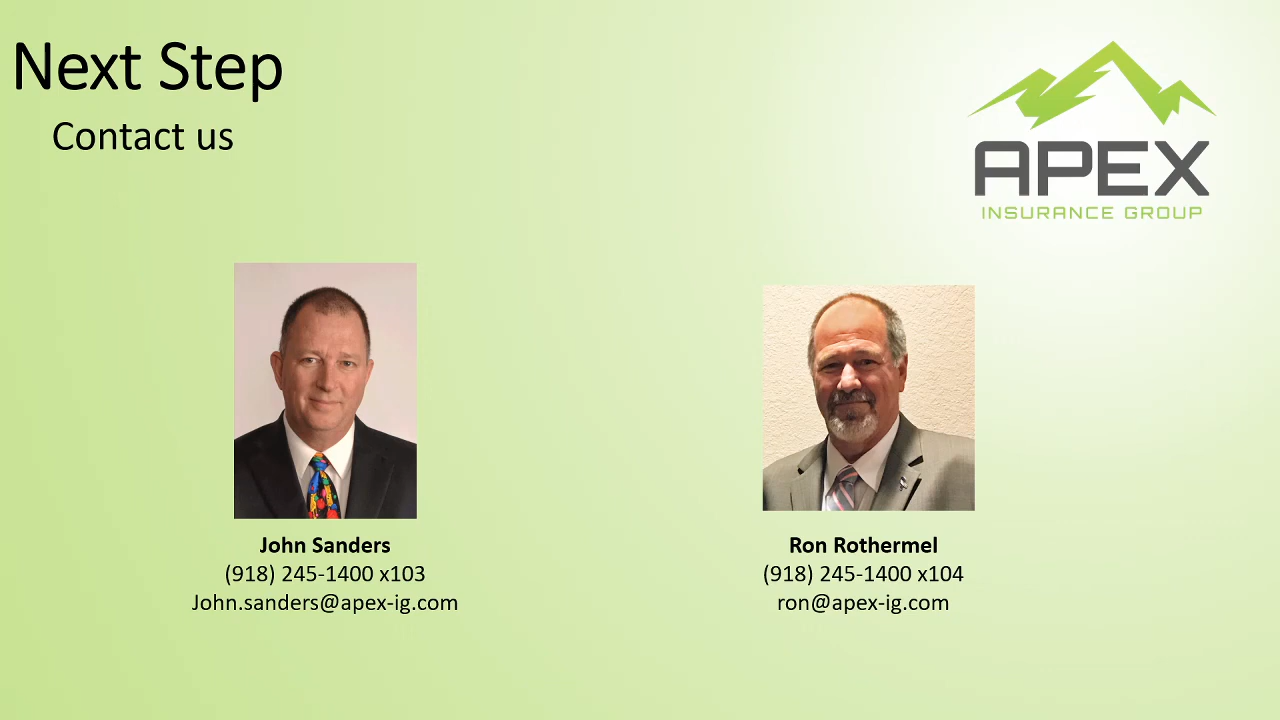 Next Step
Contact us
APEX
INSURANCE GROUP
John Sanders
(918) 245-1400 x103
John.sanders@apex-ig.com
Ron Rothermel
(918) 245-1400 x104
ron@apex-ig.com